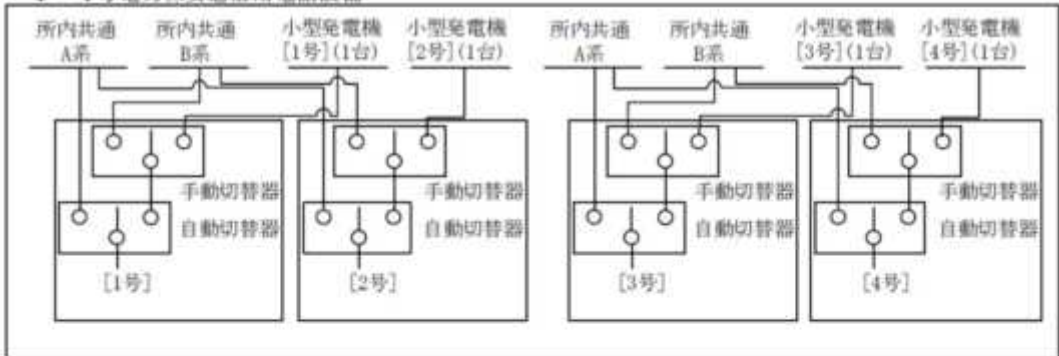 所内共通 所内共通 小型発電機 小型発電機 所内共通 所内共通 小型発電機 小型発電機
A系 B系 [1号](1台) [2号](1台) A系 B系 [3号](1台) [4号](1台)
手動切替器 手動切替器 手動切替器 手動切替器
自動切替器 自動切替器 自動切替器 自動切替器
[1号] [2号] [3号] [4号]